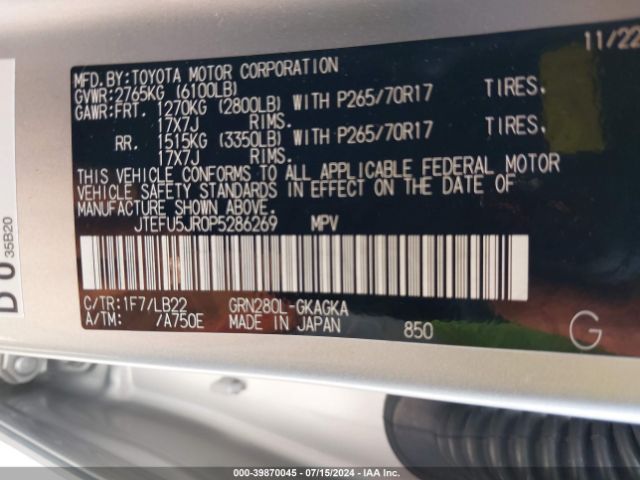 11/22
MFD.BY:TOYOTA MOTOR CORPORATION
GVWR:2765KG (6100LB)
GAWR:FRT. 1270KG (2800LB) WITH P265/70R17 TIRES.
17X7J RIMS.
RR. 1515KG (3350LB) WITH P265/70R17 TIRES.
17X7J RIMS.
THIS VEHICLE CONFORMS TO ALL APPLICABLE FEDERAL MOTOR
VEHICLE SAFETY STANDARDS IN EFFECT ON THE DATE OF
MANUFACTURE SHOWN ABOVE.
JTEFU5JR0P5286269 MPV
C/TR:1F7/LB22 GRN280L-GKAGKA
A/TM: /A750E MADE IN JAPAN 850
G
35B20
000-39870045 - 07/15/2024 - IAA Inc.